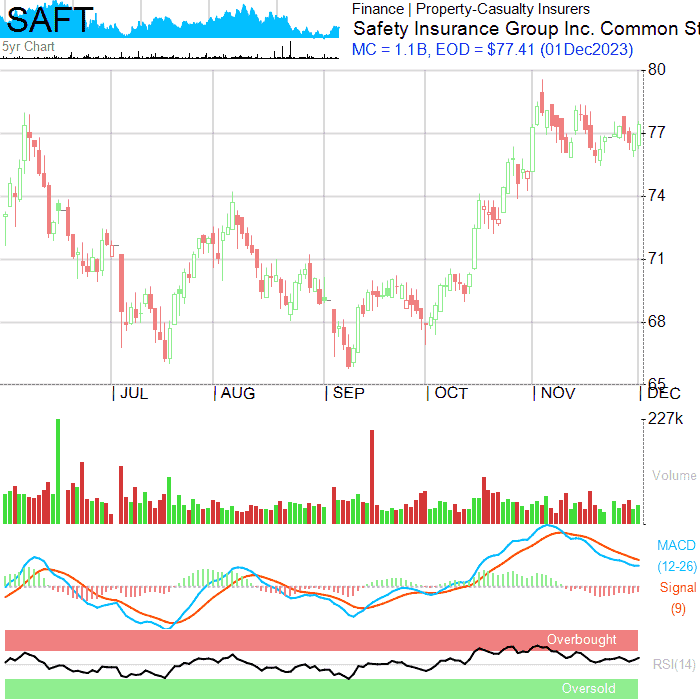 SAFT
5yr Chart
Finance | Property-Casualty Insurers
Safety Insurance Group Inc. Common St
MC = 1.1B, EOD = $77.41 (01Dec2023)
80
77
74
71
68
65
JUL AUG SEP OCT NOV DEC
227k
Volume
MACD
(12-26)
Signal
(9)
Overbought
RSI(14)
Oversold